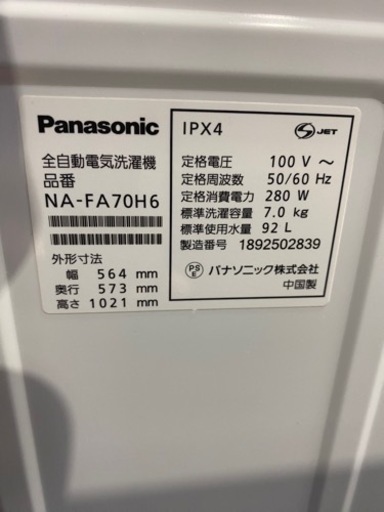 Panasonic
全自動電気洗濯機
品番
NA-FA70H6
外形寸法
幅 564 mm
奥行 573 mm
高さ 1021 mm
IPX4
S JET
定格電圧 100 V ～
定格周波数 50/60 Hz
定格消費電力 280 W
標準洗濯容量 7.0 kg
標準使用水量 92 L
製造番号 1892502839
PSE パナソニック株式会社
中国製